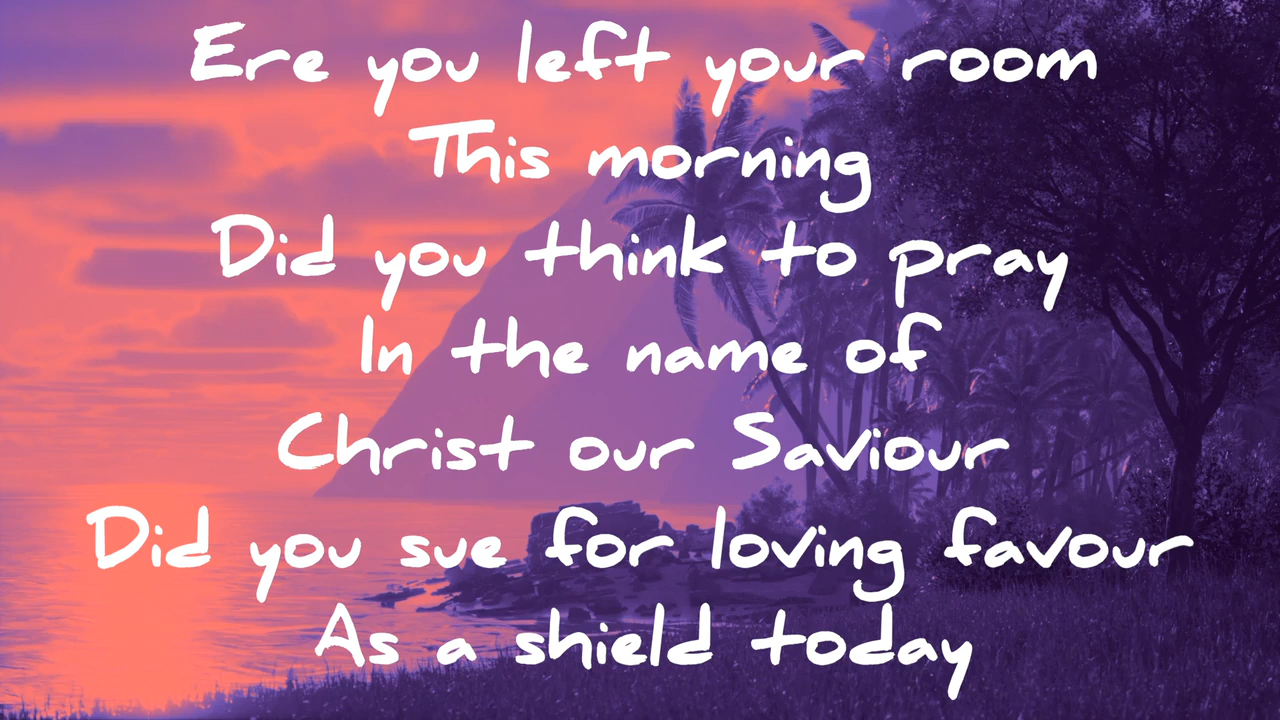 Ere you left your room
This morning
Did you think to pray
In the name of
Christ our Saviour
Did you sue for loving favour
As a shield today